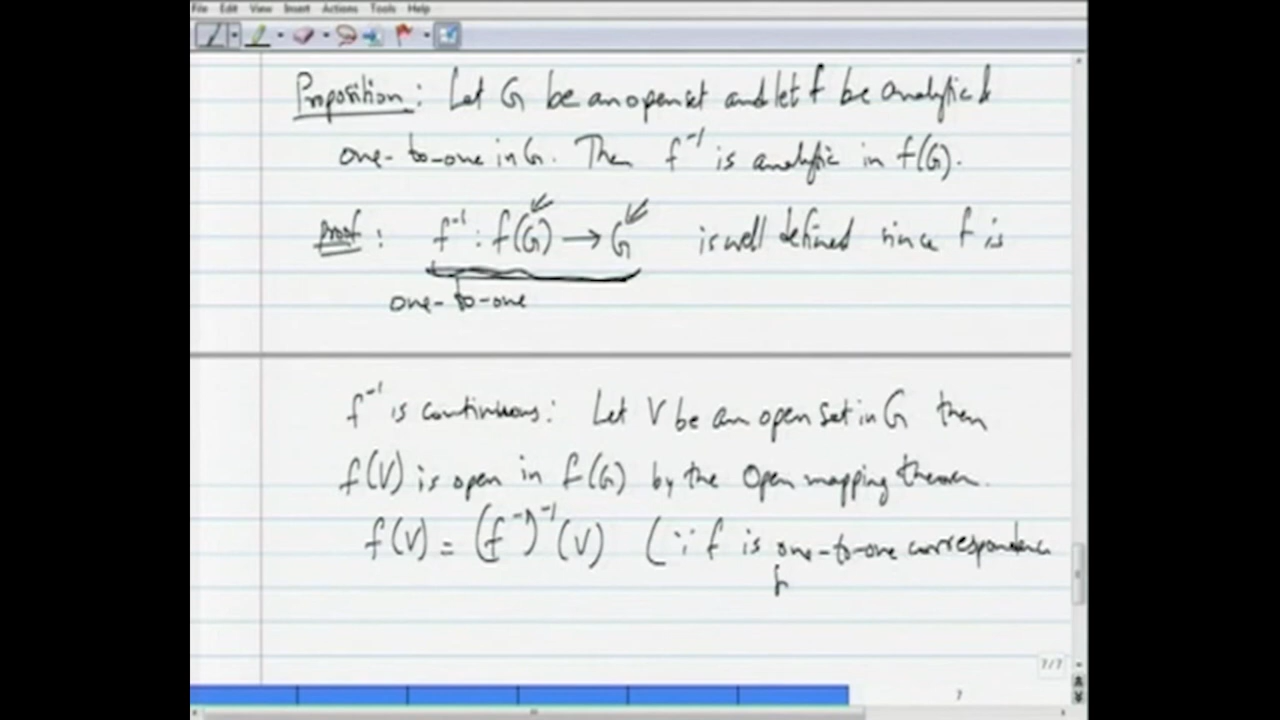 File Edit View Insert Actions Tools Help
Proposition : Let G be an open set and let f be analytic &
one-to-one in G. Then f⁻¹ is analytic in f(G).
Proof : f⁻¹ : f(G) → G is well defined since f is
one-to-one
f⁻¹ is continuous : Let V be an open set in G then
f(V) is open in f(G) by the Open mapping theorem.
f(V) = (f⁻¹)⁻¹ (V) (∵ f is one-to-one correspondence
7/7
7